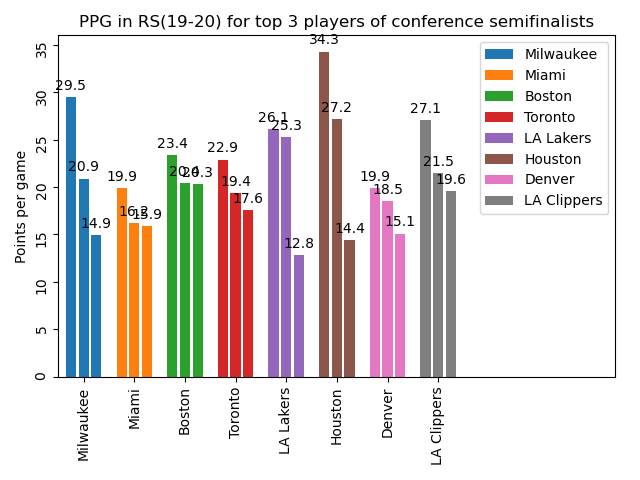 PPG in RS(19-20) for top 3 players of conference semifinalists
Points per game
35
30
25
20
15
10
5
0
29.5
20.9
14.9
19.9
16.2
15.9
23.4
20.4
20.3
22.9
19.4
17.6
26.1
25.3
12.8
34.3
27.2
14.4
19.9
18.5
15.1
27.1
21.5
19.6
Milwaukee
Miami
Boston
Toronto
LA Lakers
Houston
Denver
LA Clippers
Milwaukee
Miami
Boston
Toronto
LA Lakers
Houston
Denver
LA Clippers